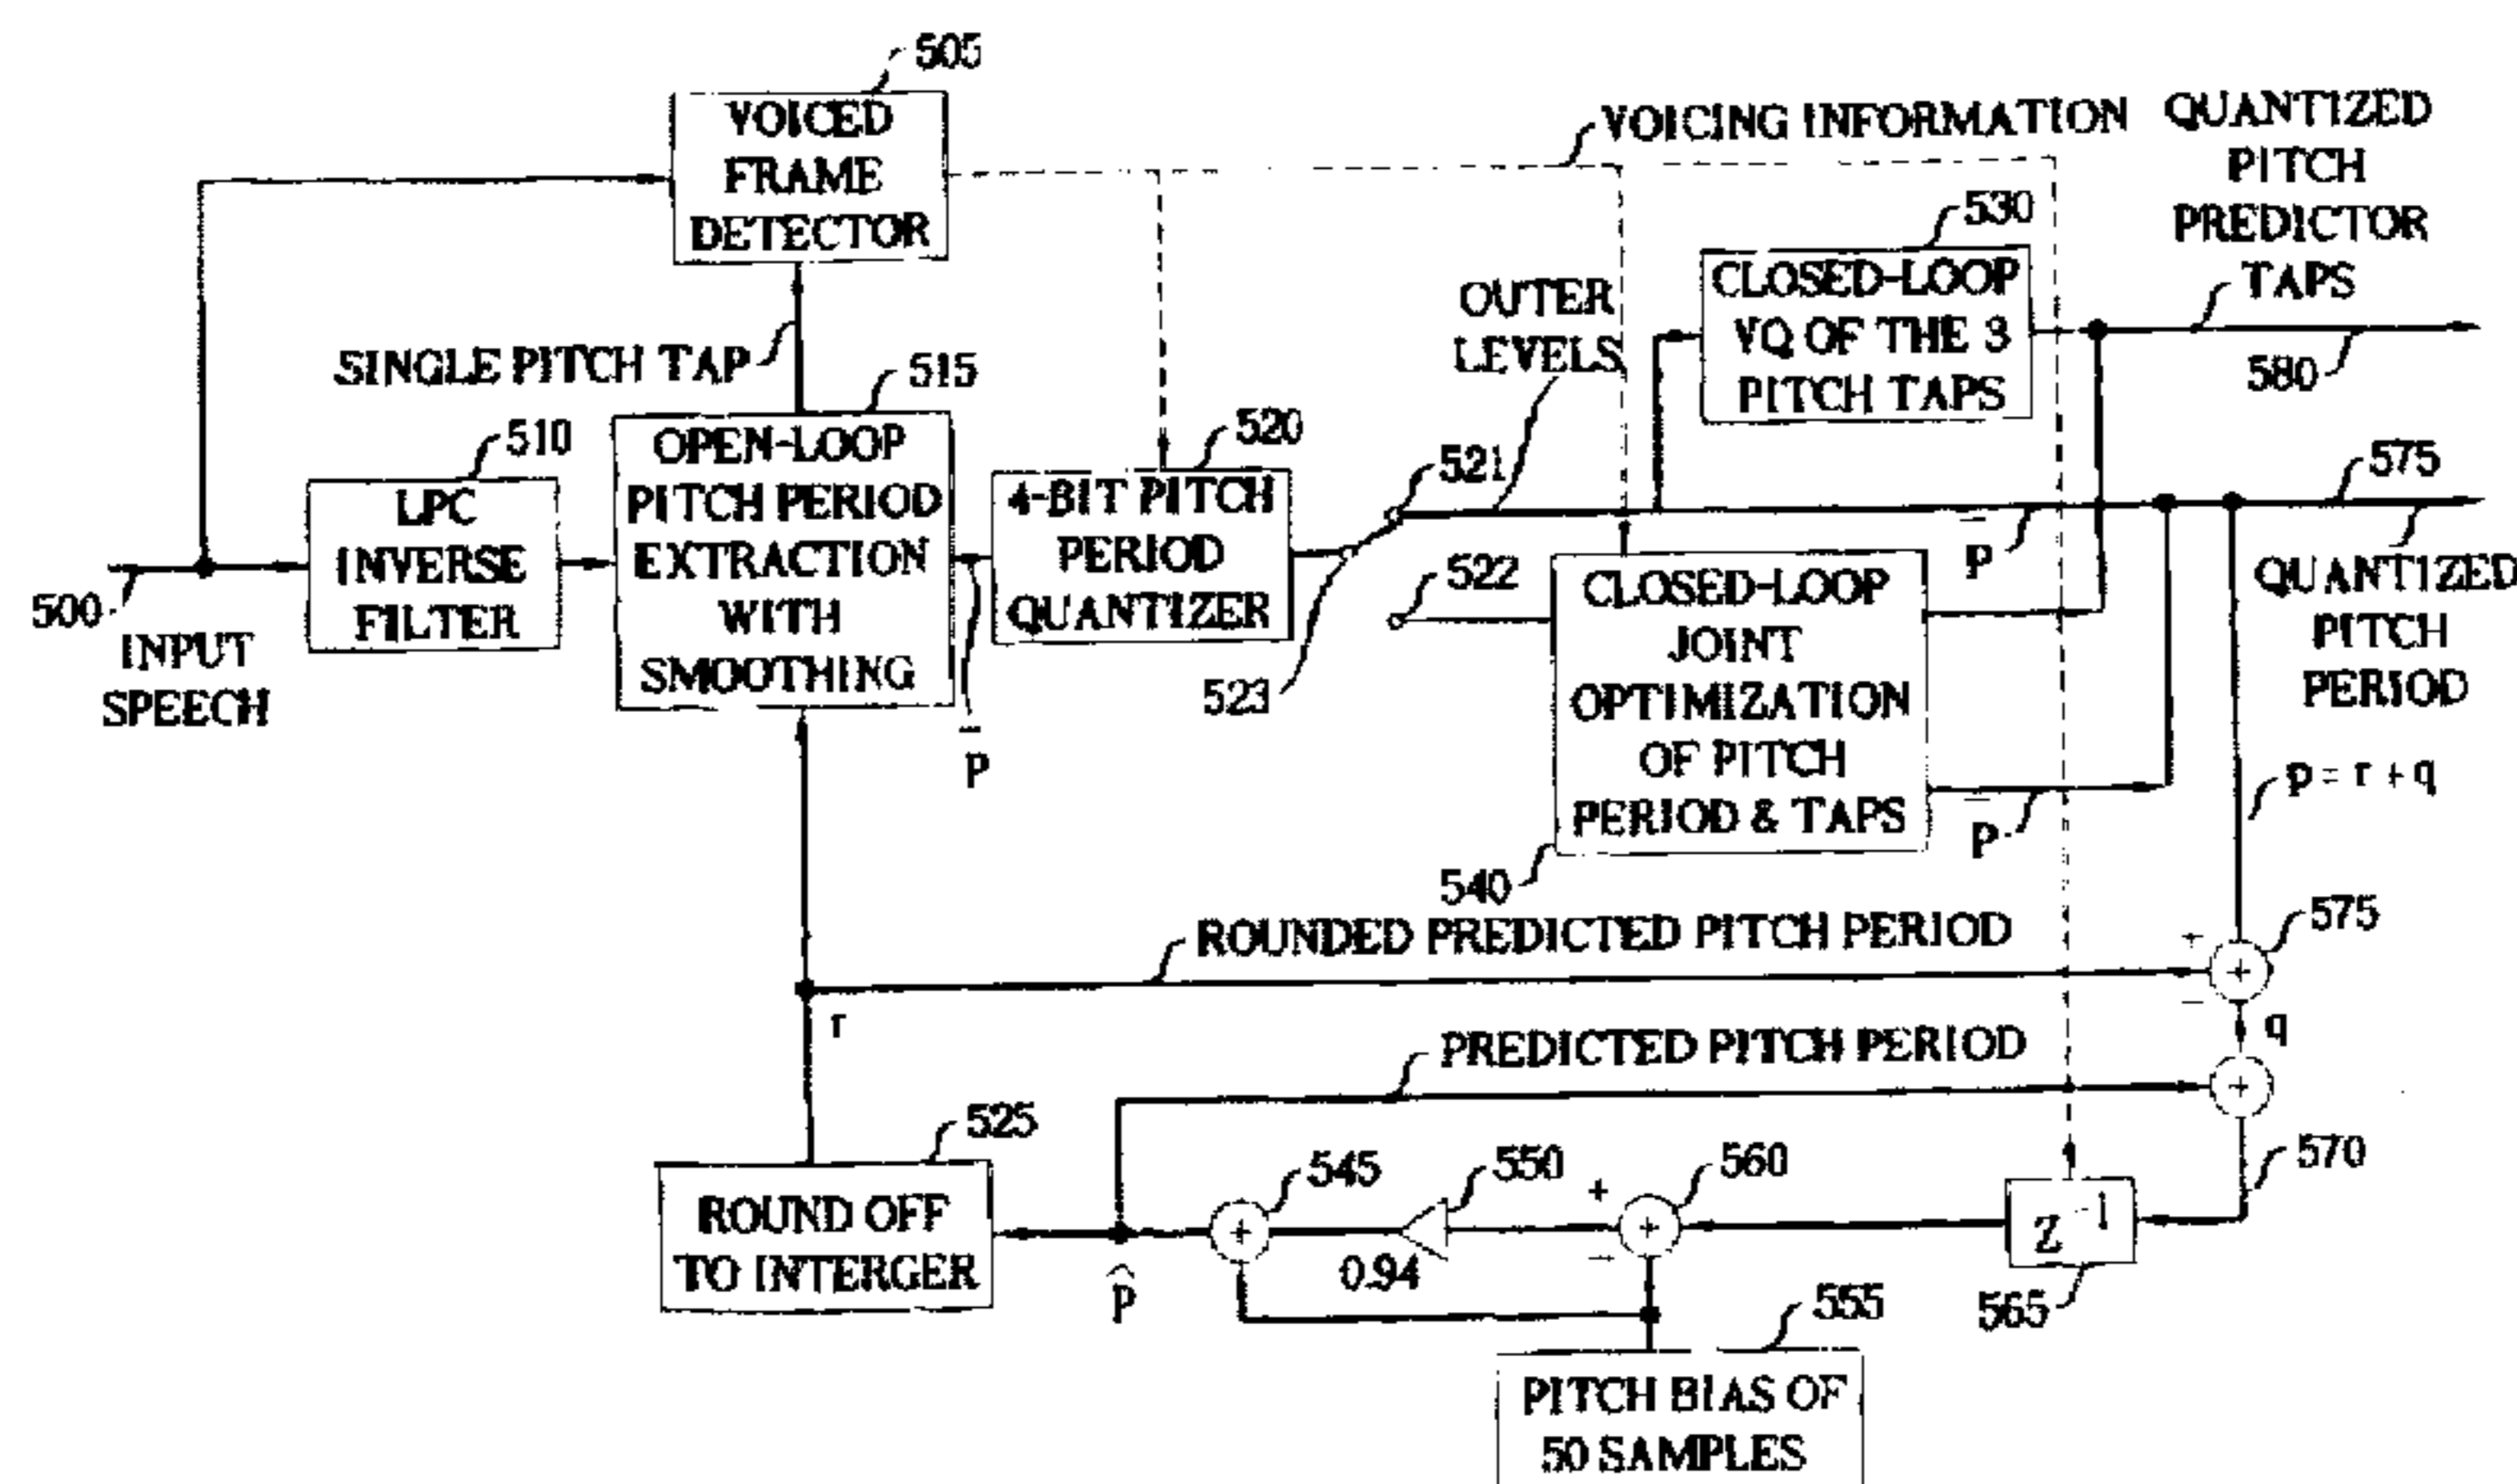 505
VOICED
FRAME
DETECTOR
VOICING INFORMATION
QUANTIZED
PITCH
PREDICTOR
TAPS
580
530
CLOSED-LOOP
VQ OF THE 3
PITCH TAPS
OUTER
LEVELS
SINGLE PITCH TAP
515
510
LPC
INVERSE
FILTER
OPEN-LOOP
PITCH PERIOD
EXTRACTION
WITH
SMOOTHING
520
4-BIT PITCH
PERIOD
QUANTIZER
521
522
523
575
500
INPUT
SPEECH
p
p
QUANTIZED
PITCH
PERIOD
CLOSED-LOOP
JOINT
OPTIMIZATION
OF PITCH
PERIOD & TAPS
540
p
p = r + q
ROUNDED PREDICTED PITCH PERIOD
575
+
+
−
r
q
PREDICTED PITCH PERIOD
+
525
ROUND OFF
TO INTERGER
p̂
545
+
550
0.94
+
−
560
+
570
Z⁻¹
565
555
PITCH BIAS OF
50 SAMPLES